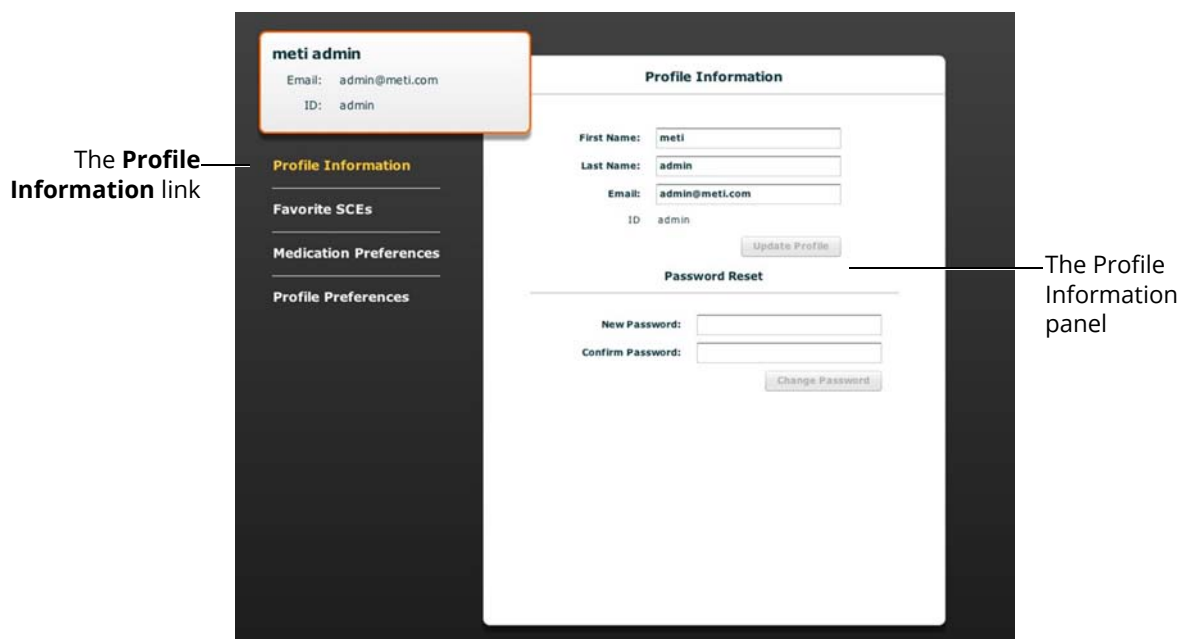 meti admin
Email: admin@meti.com
ID: admin
The Profile
Information link
Profile Information
Favorite SCEs
Medication Preferences
Profile Preferences
Profile Information
First Name: meti
Last Name: admin
Email: admin@meti.com
ID admin
Update Profile
Password Reset
New Password:
Confirm Password:
Change Password
The Profile
Information
panel